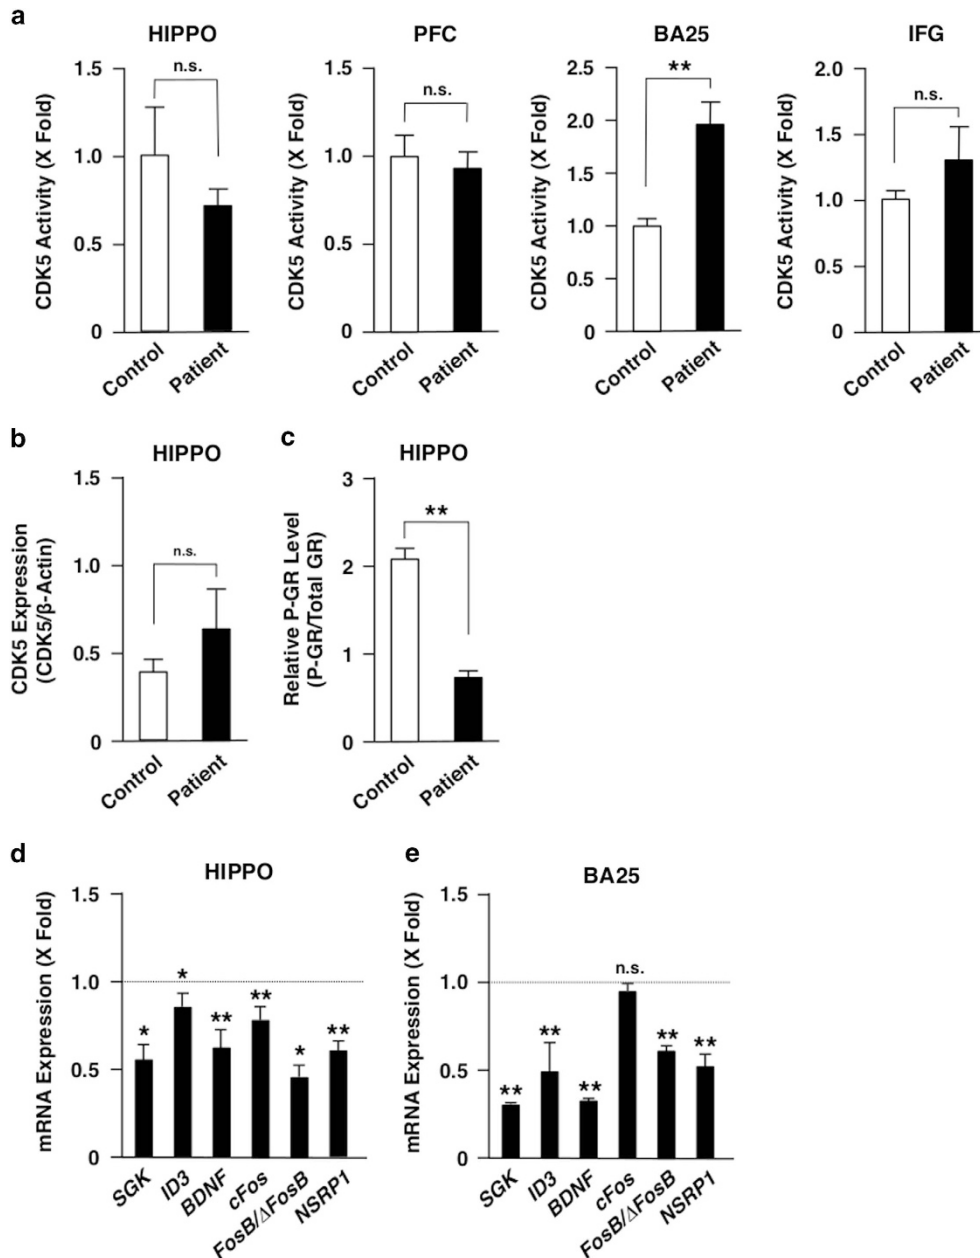 a
HIPPO
CDK5 Activity (X Fold)
1.5
1.0
0.5
0
n.s.
Control
Patient
PFC
CDK5 Activity (X Fold)
1.5
1.0
0.5
0
n.s.
Control
Patient
BA25
CDK5 Activity (X Fold)
2.5
2.0
1.5
1.0
0.5
0
**
Control
Patient
IFG
CDK5 Activity (X Fold)
2.0
1.5
1.0
0.5
0
n.s.
Control
Patient
b
HIPPO
CDK5 Expression
(CDK5/β-Actin)
1.5
1.0
0.5
0
n.s.
Control
Patient
c
HIPPO
Relative P-GR Level
(P-GR/Total GR)
3
2
1
0
**
Control
Patient
d
HIPPO
mRNA Expression (X Fold)
1.5
1.0
0.5
0
*
*
**
**
*
**
SGK
ID3
BDNF
cFos
FosB/ΔFosB
NSRP1
e
BA25
mRNA Expression (X Fold)
1.5
1.0
0.5
0
**
**
**
n.s.
**
**
SGK
ID3
BDNF
cFos
FosB/ΔFosB
NSRP1